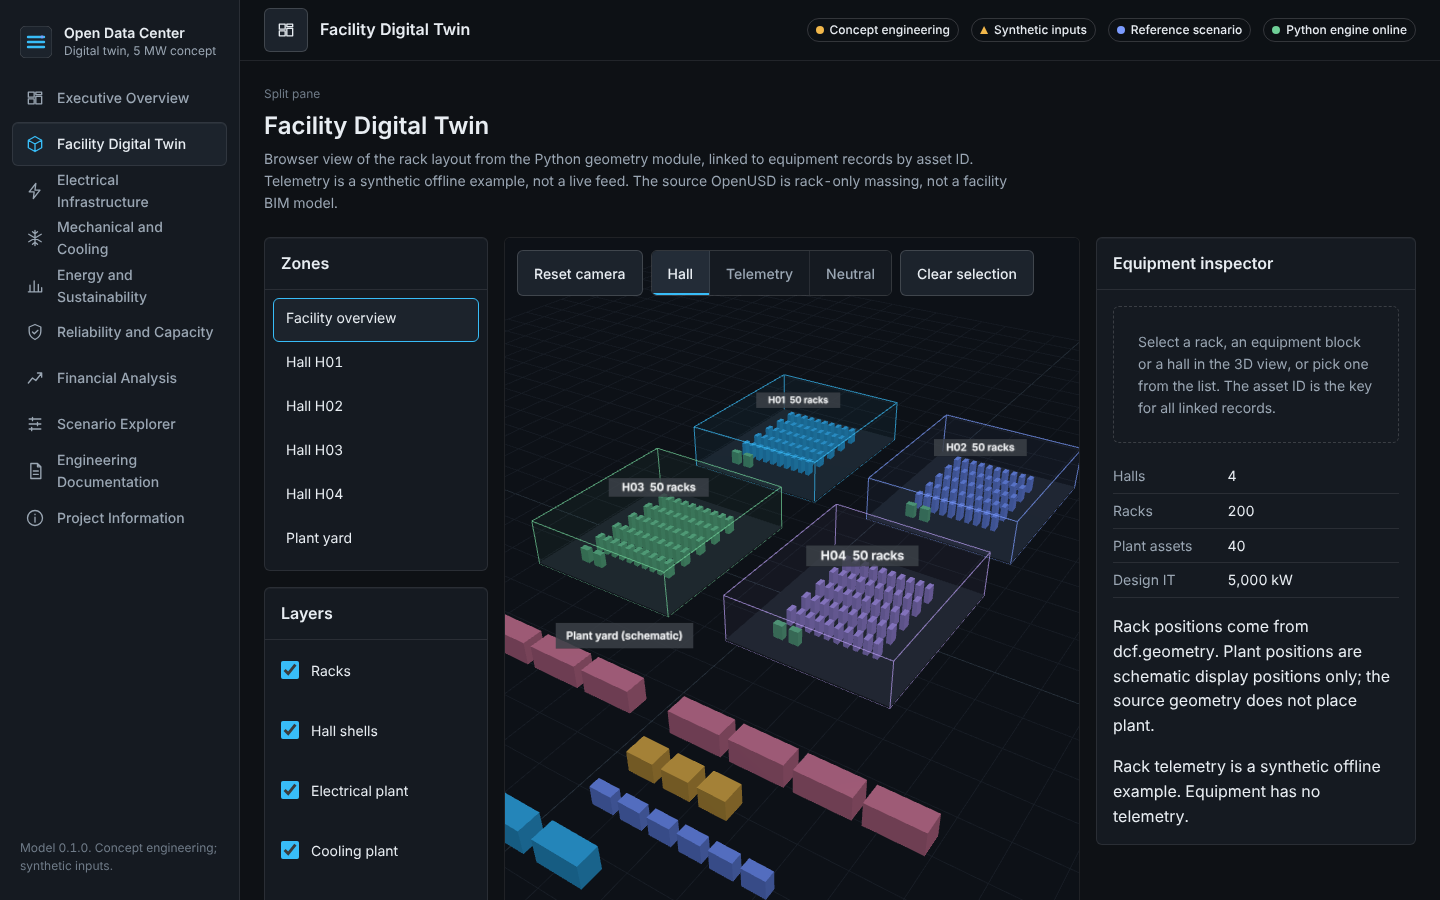 Open Data Center
Digital twin, 5 MW concept
Executive Overview
Facility Digital Twin
Electrical
Infrastructure
Mechanical and
Cooling
Energy and
Sustainability
Reliability and Capacity
Financial Analysis
Scenario Explorer
Engineering
Documentation
Project Information
Model 0.1.0. Concept engineering;
synthetic inputs.
Facility Digital Twin
Concept engineering
Synthetic inputs
Reference scenario
Python engine online
Split pane
Facility Digital Twin
Browser view of the rack layout from the Python geometry module, linked to equipment records by asset ID.
Telemetry is a synthetic offline example, not a live feed. The source OpenUSD is rack-only massing, not a facility
BIM model.
Zones
Facility overview
Hall H01
Hall H02
Hall H03
Hall H04
Plant yard
Layers
Racks
Hall shells
Electrical plant
Cooling plant
Reset camera
Hall
Telemetry
Neutral
Clear selection
H01 50 racks
H02 50 racks
H03 50 racks
H04 50 racks
Plant yard (schematic)
Equipment inspector
Select a rack, an equipment block
or a hall in the 3D view, or pick one
from the list. The asset ID is the key
for all linked records.
Halls 4
Racks 200
Plant assets 40
Design IT 5,000 kW
Rack positions come from
dcf.geometry. Plant positions are
schematic display positions only; the
source geometry does not place
plant.
Rack telemetry is a synthetic offline
example. Equipment has no
telemetry.